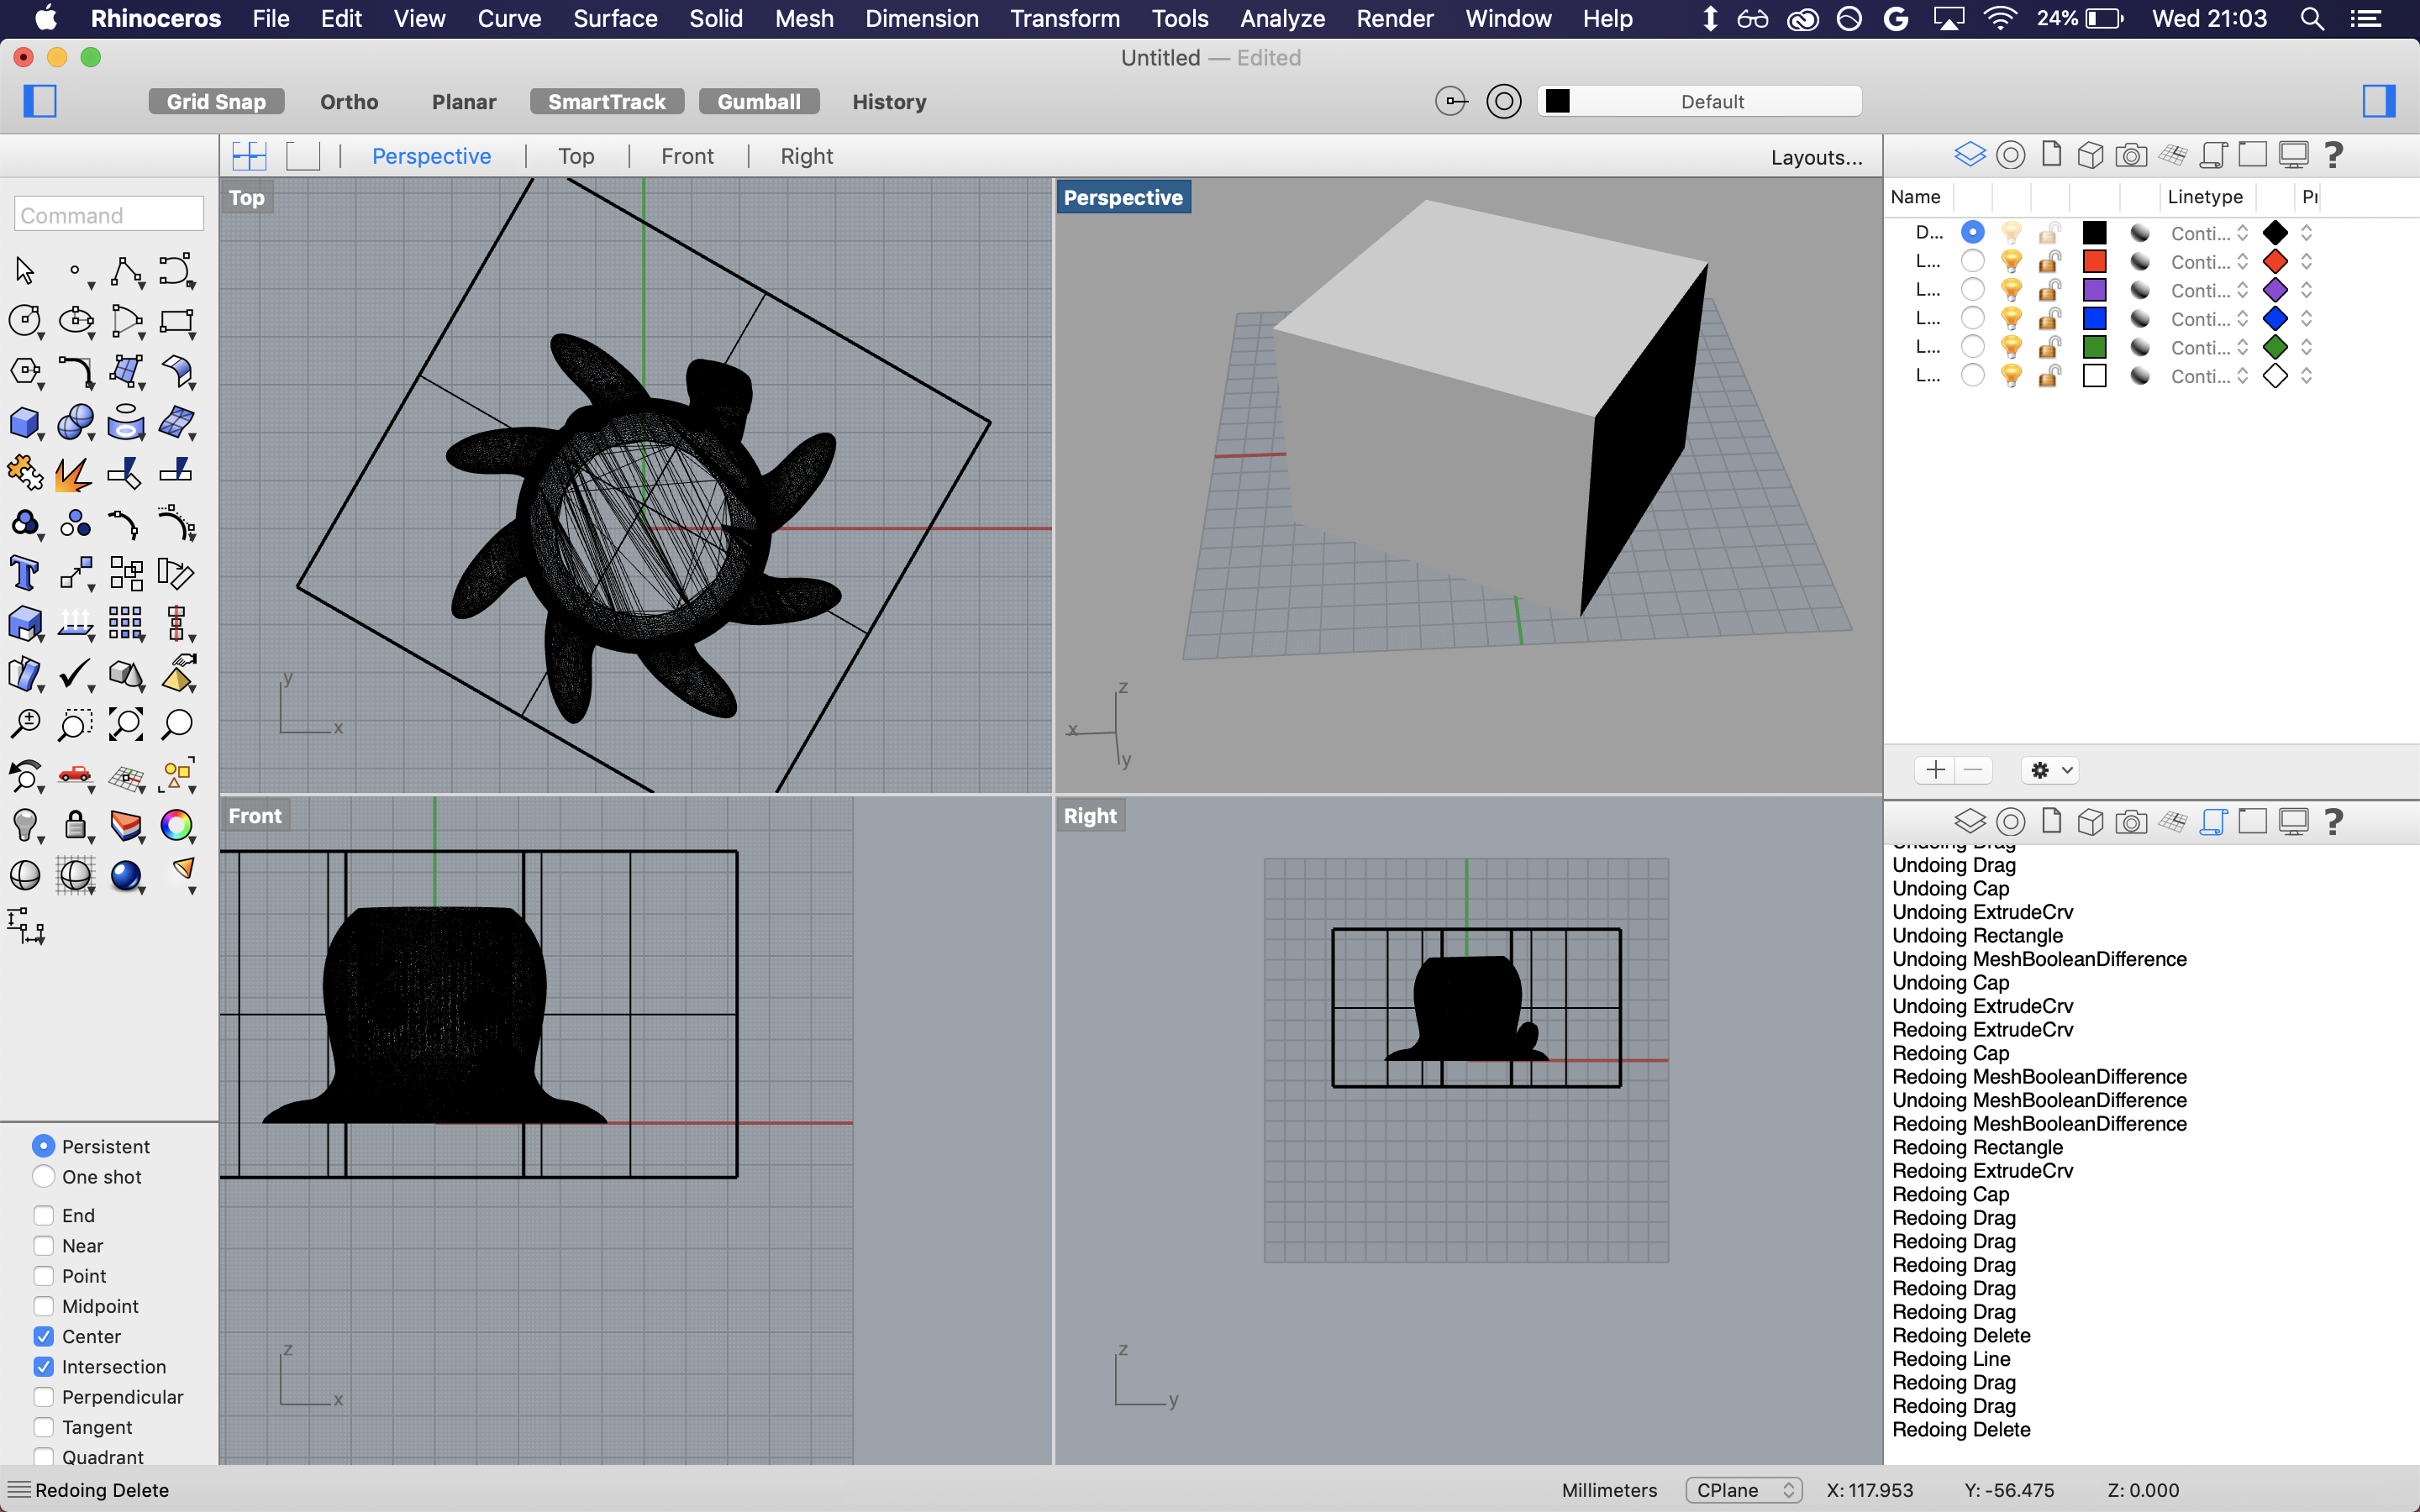 Rhinoceros File Edit View Curve Surface Solid Mesh Dimension Transform Tools Analyze Render Window Help 24% Wed 21:03
Untitled — Edited
Grid Snap Ortho Planar SmartTrack Gumball History Default
Perspective Top Front Right Layouts...
Command
Top
y
x
Perspective
z
x
y
Front
z
x
Right
z
y
Name Linetype
D... Conti...
L... Conti...
L... Conti...
L... Conti...
L... Conti...
L... Conti...
Undoing Drag
Undoing Drag
Undoing Cap
Undoing ExtrudeCrv
Undoing Rectangle
Undoing MeshBooleanDifference
Undoing Cap
Undoing ExtrudeCrv
Redoing ExtrudeCrv
Redoing Cap
Redoing MeshBooleanDifference
Undoing MeshBooleanDifference
Redoing MeshBooleanDifference
Redoing Rectangle
Redoing ExtrudeCrv
Redoing Cap
Redoing Drag
Redoing Drag
Redoing Drag
Redoing Drag
Redoing Drag
Redoing Delete
Redoing Line
Redoing Drag
Redoing Drag
Redoing Delete
Persistent
One shot
End
Near
Point
Midpoint
Center
Intersection
Perpendicular
Tangent
Quadrant
Redoing Delete Millimeters CPlane X: 117.953 Y: -56.475 Z: 0.000